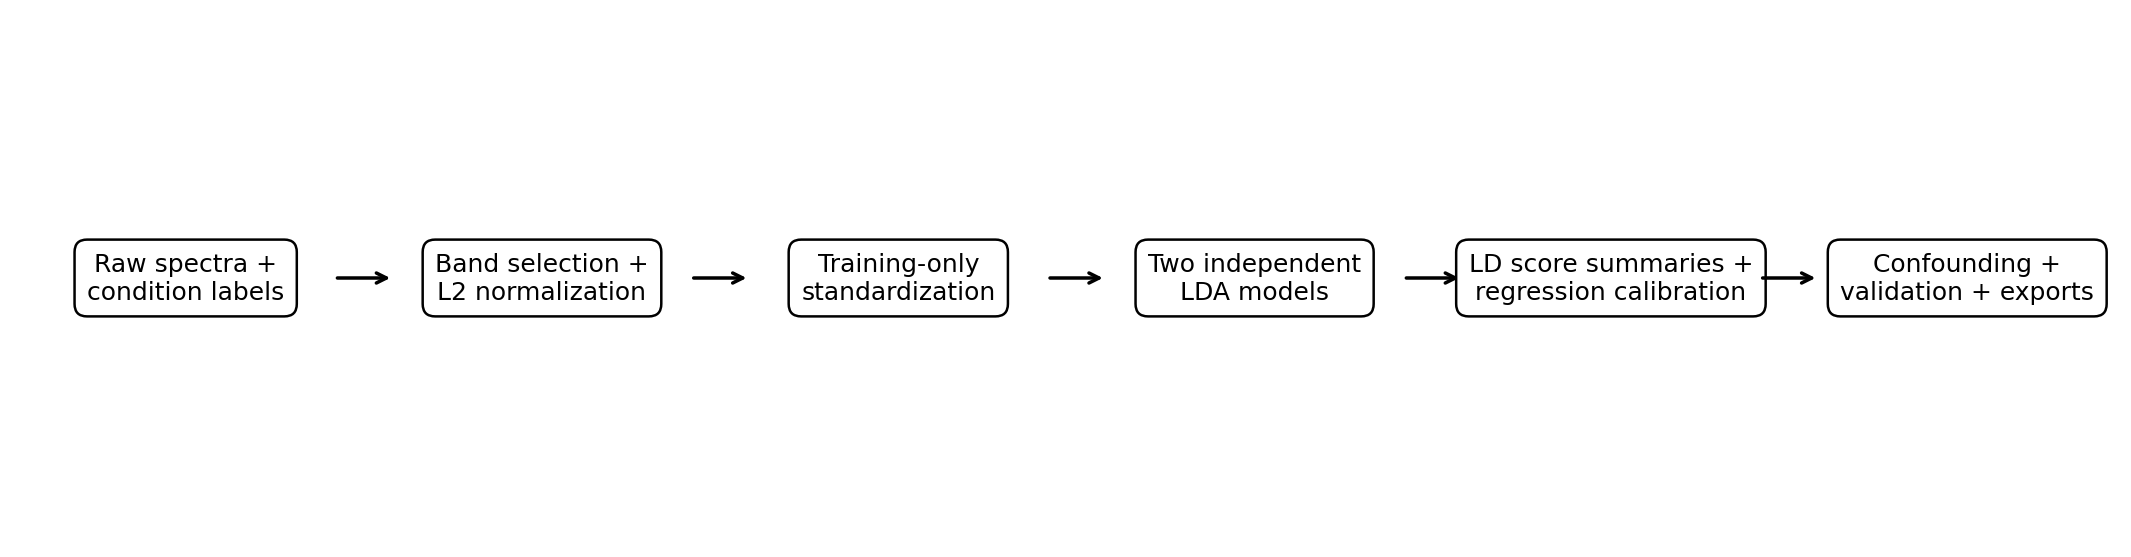 Raw spectra +
condition labels
Band selection +
L2 normalization
Training-only
standardization
Two independent
LDA models
LD score summaries +
regression calibration
Confounding +
validation + exports